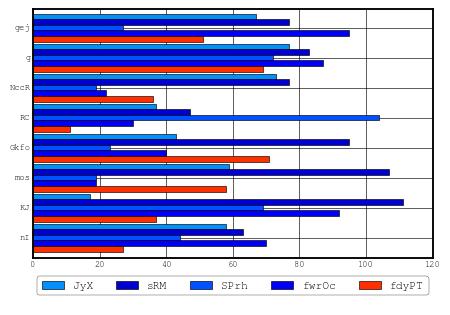 gej
g
NccR
RC
Gkfo
mos
KJ
nI
0 20 40 60 80 100 120
JyX sRM SPrh fwrOc fdyPT